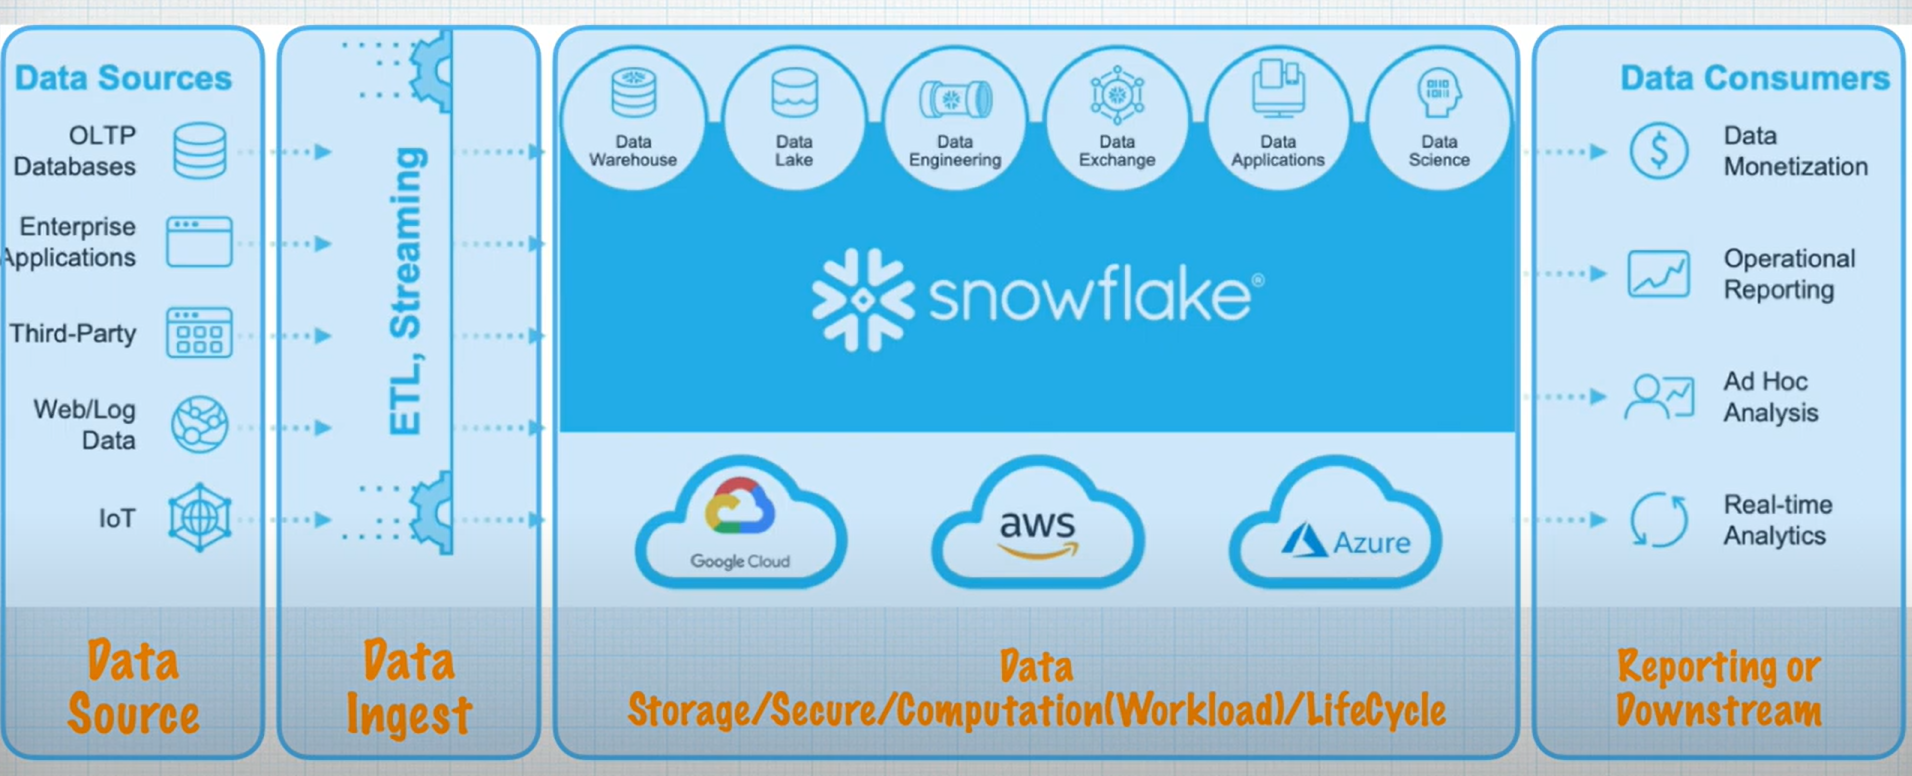 Data Sources
OLTP
Databases
Enterprise
Applications
Third-Party
Web/Log
Data
IoT
Data
Source
ETL, Streaming
Data
Ingest
Data
Warehouse
Data
Lake
Data
Engineering
Data
Exchange
Data
Applications
Data
Science
0110
1011
snowflake®
Google Cloud
aws
Azure
Data
Storage/Secure/Computation(Workload)/LifeCycle
Data Consumers
$
Data
Monetization
Operational
Reporting
Ad Hoc
Analysis
Real-time
Analytics
Reporting or
Downstream